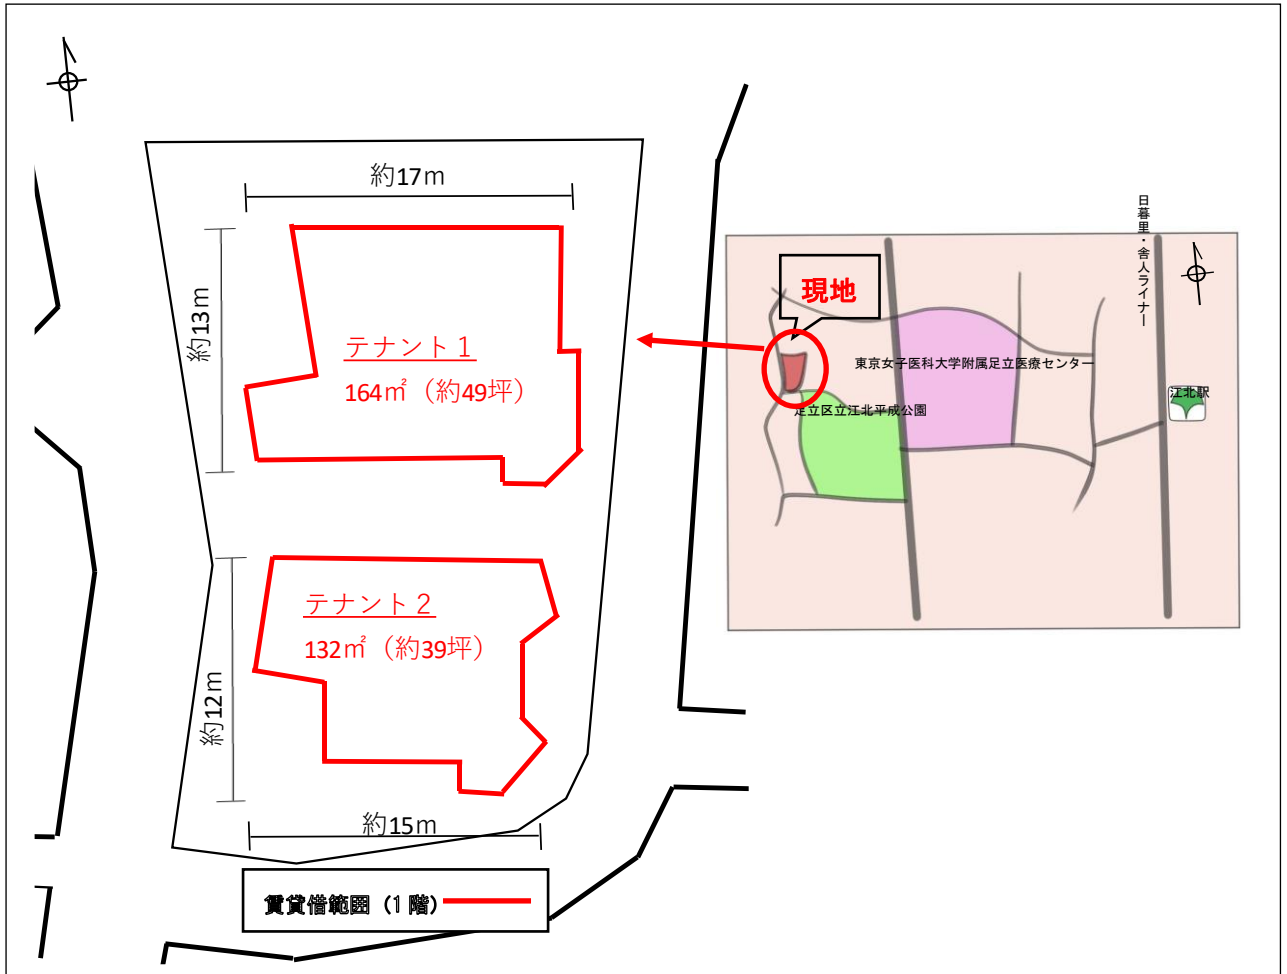 約17m
約13m
テナント１
164㎡（約49坪）
テナント２
132㎡（約39坪）
約12m
約15m
賃貸借範囲（1階）
現地
日暮里・舎人ライナー
東京女子医科大学附属足立医療センター
足立区立江北平成公園
江北駅